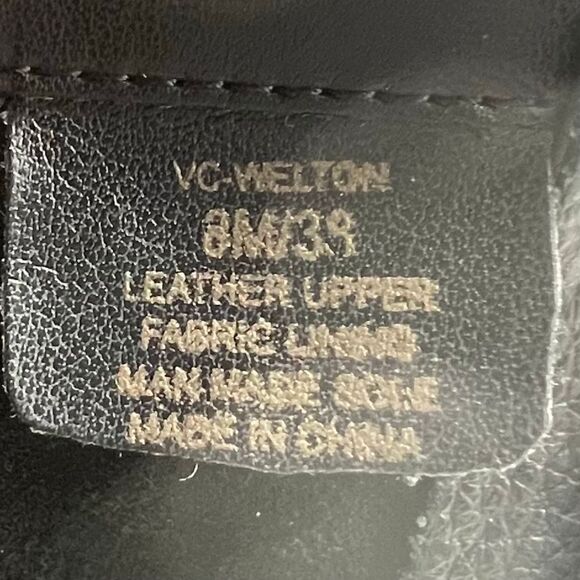 VC-WELTON
8M/38
LEATHER UPPER
FABRIC LINING
MAN MADE SOLE
MADE IN CHINA